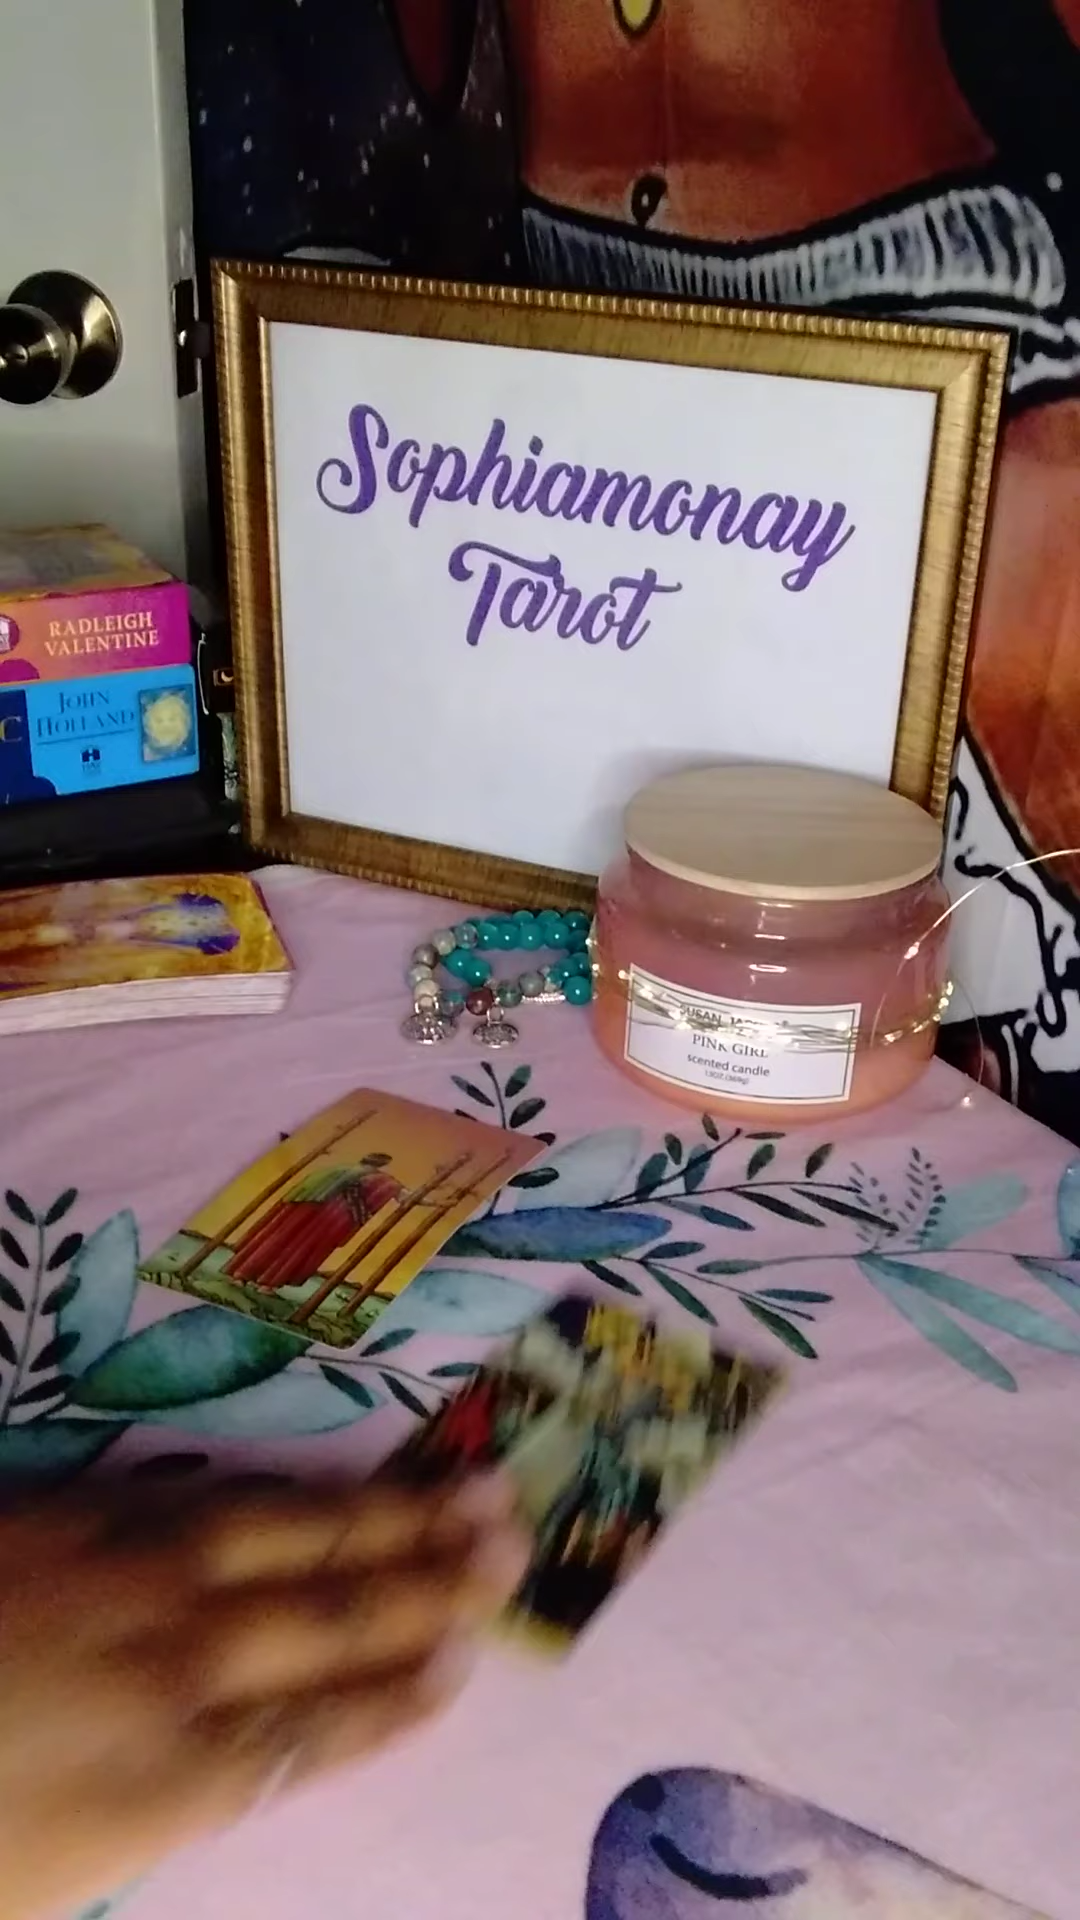 Sophiamonay
Tarot
RADLEIGH
VALENTINE
JOHN
HOLLAND
C
PINK GIRL
scented candle